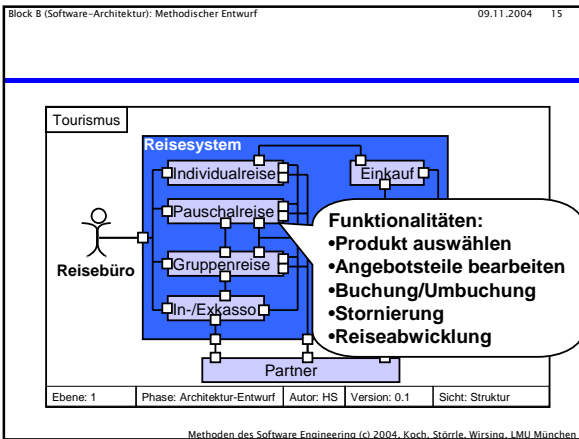 Block B (Software-Architektur): Methodischer Entwurf 09.11.2004 15
Tourismus
Reisesystem
Individualreise
Einkauf
Pauschalreise
Gruppenreise
In-/Exkasso
Reisebüro
Funktionalitäten:
•Produkt auswählen
•Angebotsteile bearbeiten
•Buchung/Umbuchung
•Stornierung
•Reiseabwicklung
Partner
Ebene: 1 Phase: Architektur-Entwurf Autor: HS Version: 0.1 Sicht: Struktur
Methoden des Software Engineering (c) 2004, Koch, Störrle, Wirsing, LMU München